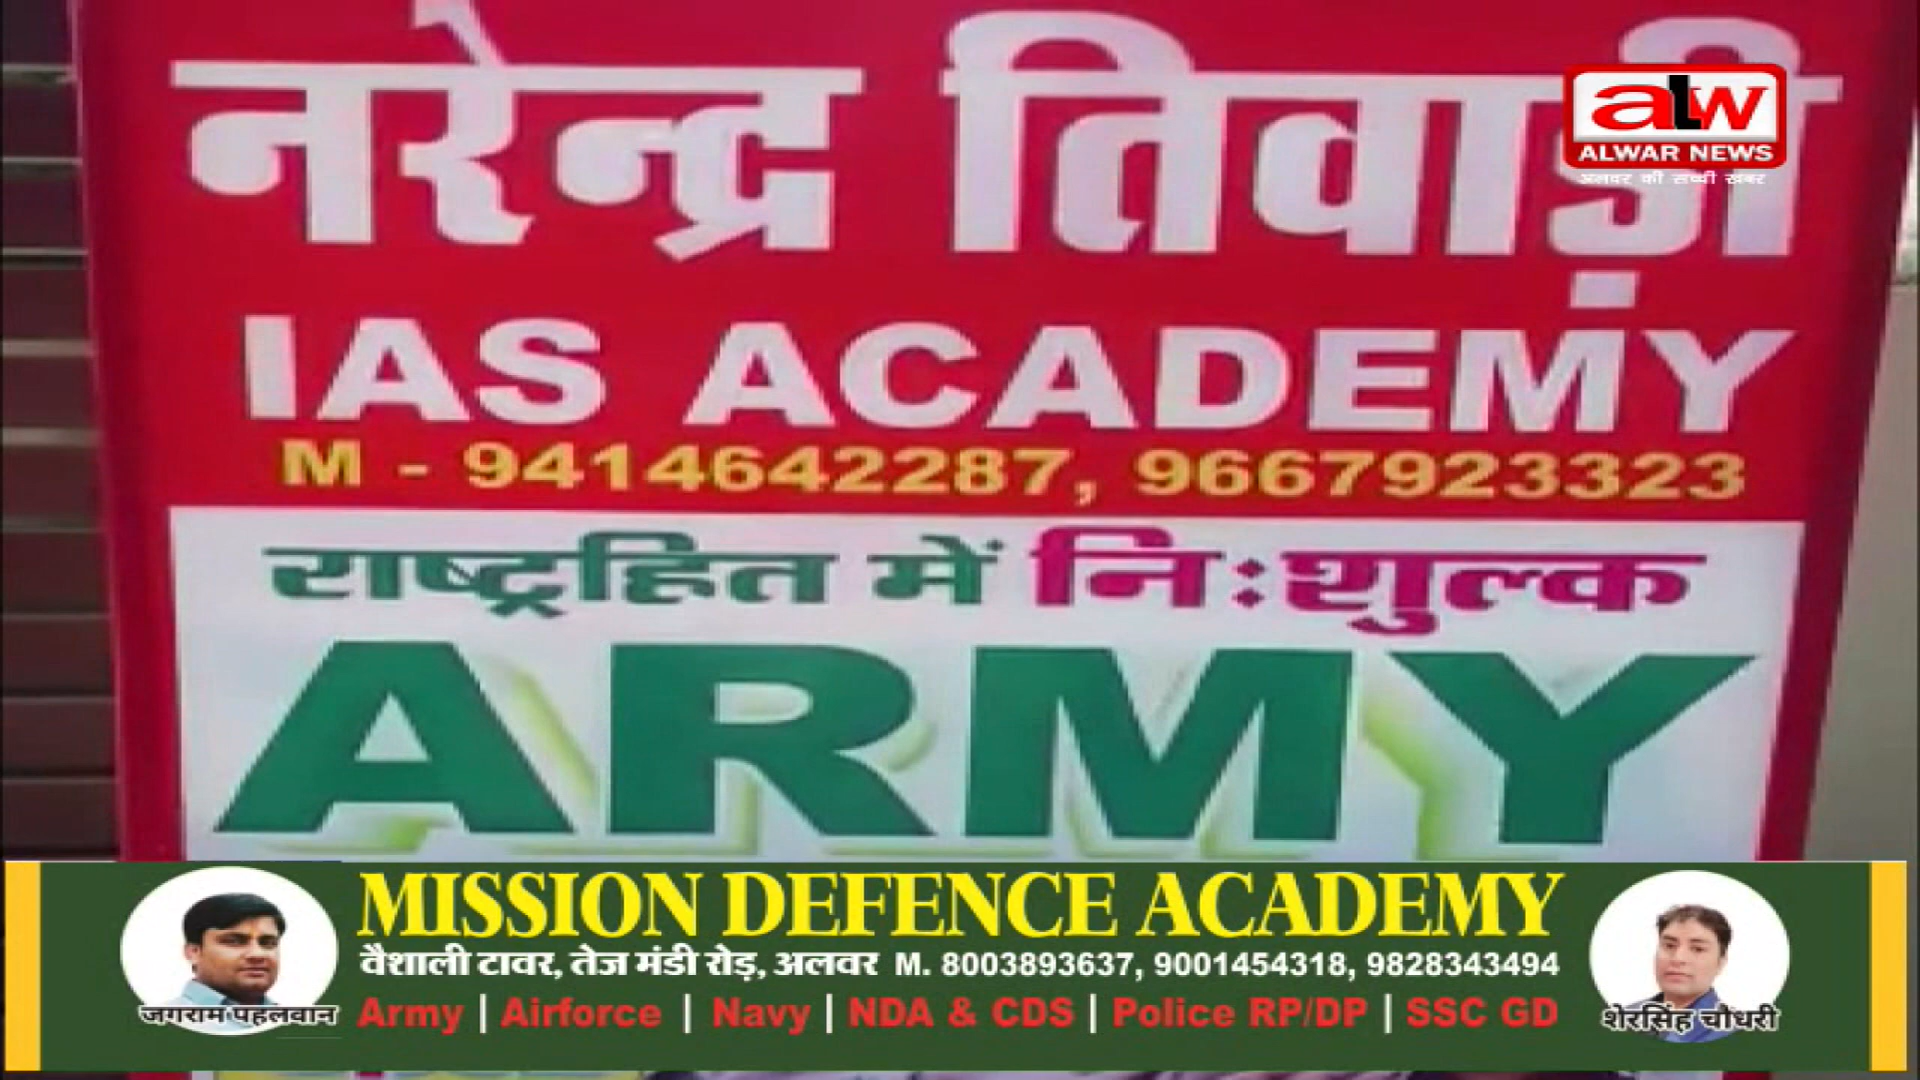 नरेन्द्र तिवाड़ी
alw
ALWAR NEWS
अलवर की सच्ची खबर
IAS ACADEMY
M - 9414642287, 9667923323
राष्ट्रहित में निःशुल्क
ARMY
MISSION DEFENCE ACADEMY
वैशाली टावर, तेज मंडी रोड़, अलवर M. 8003893637, 9001454318, 9828343494
Army | Airforce | Navy | NDA & CDS | Police RP/DP | SSC GD
जगराम पहलवान
शेरसिंह चौधरी